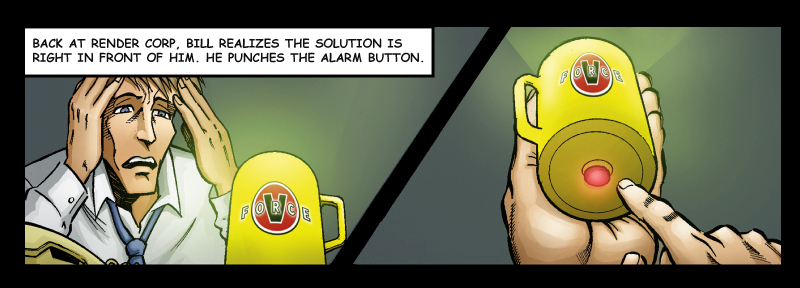 BACK AT RENDER CORP, BILL REALIZES THE SOLUTION IS
RIGHT IN FRONT OF HIM. HE PUNCHES THE ALARM BUTTON.
FORCE
V
FORCE
V